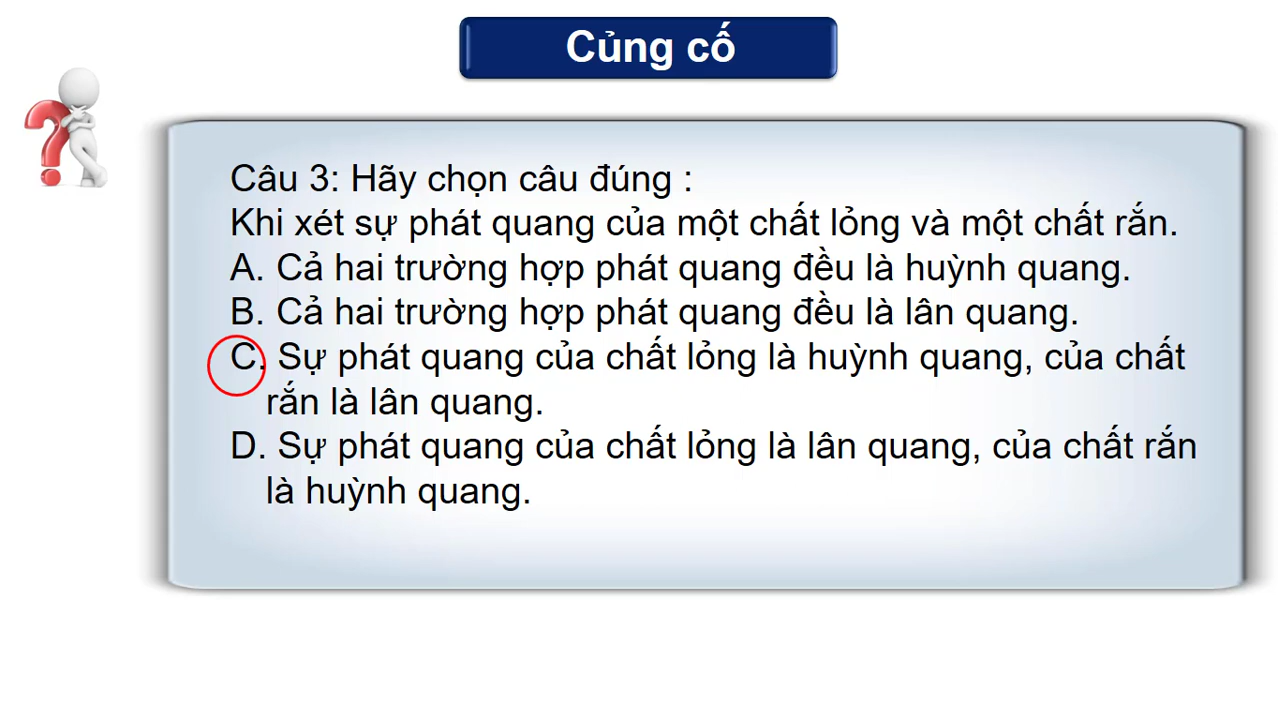 Củng cố
Câu 3: Hãy chọn câu đúng :
Khi xét sự phát quang của một chất lỏng và một chất rắn.
A. Cả hai trường hợp phát quang đều là huỳnh quang.
B. Cả hai trường hợp phát quang đều là lân quang.
C. Sự phát quang của chất lỏng là huỳnh quang, của chất
rắn là lân quang.
D. Sự phát quang của chất lỏng là lân quang, của chất rắn
là huỳnh quang.